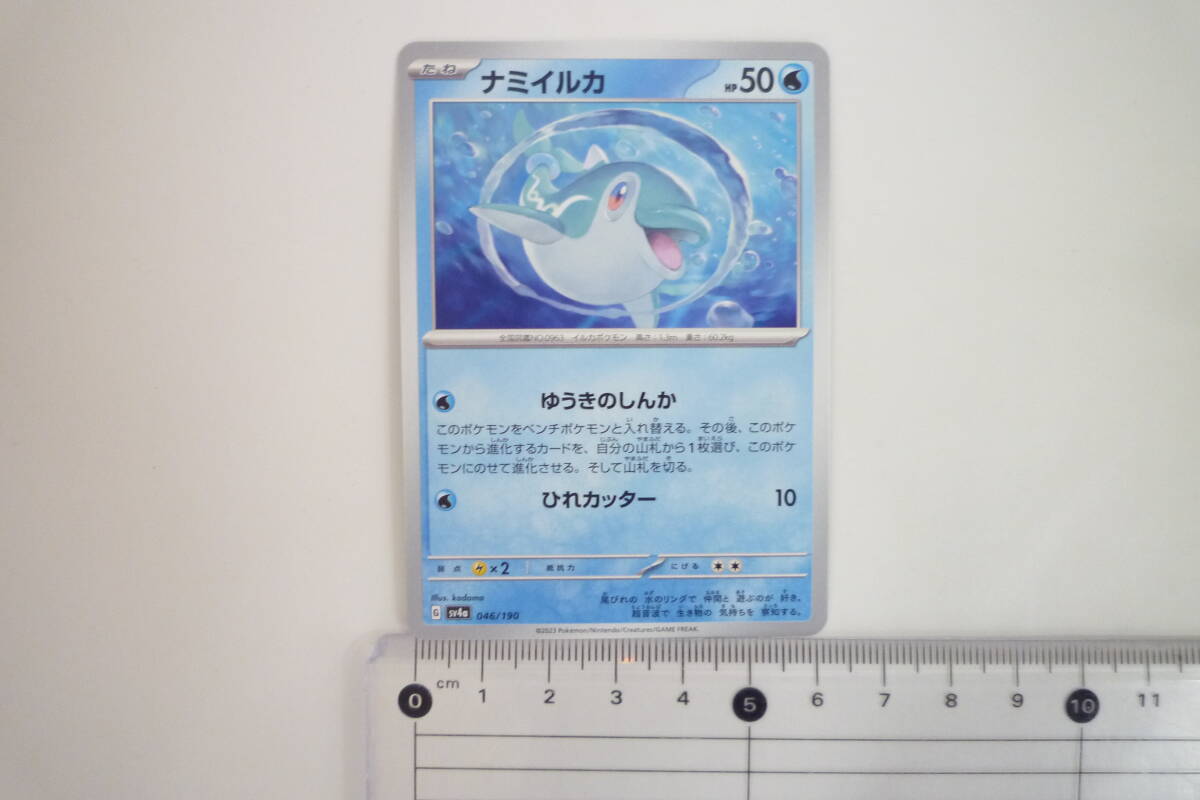 たね
ナミイルカ
HP 50
全国図鑑NO.0963 イルカポケモン 高さ：1.3m 重さ：60.2kg
ゆうきのしんか
このポケモンをベンチポケモンと入れ替える。その後、このポケ
モンから進化するカードを、自分の山札から1枚選び、このポケ
モンにのせて進化させる。そして山札を切る。
ひれカッター 10
弱点 ×2 抵抗力 にげる
Illus. kodama
尾びれの 水のリングで 仲間と 遊ぶのが 好き。
超音波で 生き物の 気持ちを 察知する。
G SV4a 046/190
©2023 Pokémon/Nintendo/Creatures/GAME FREAK.
0 cm 1 2 3 4 5 6 7 8 9 10 11